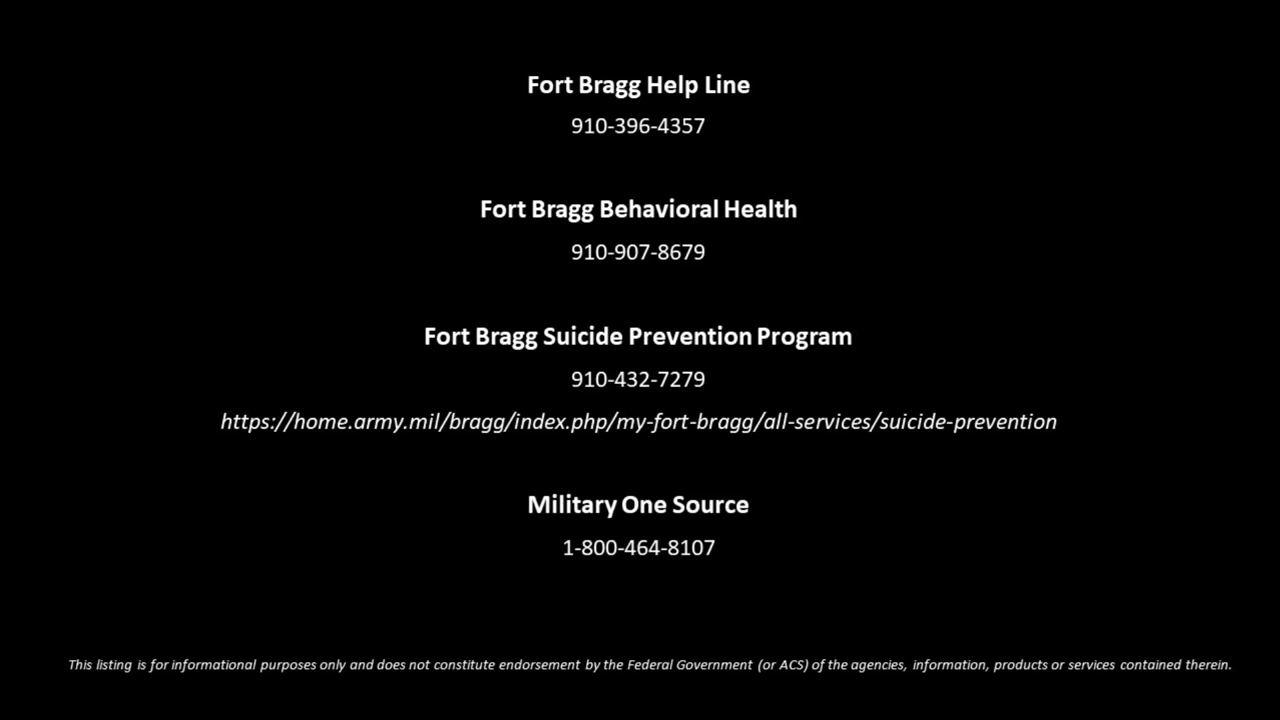 Fort Bragg Help Line
910-396-4357
Fort Bragg Behavioral Health
910-907-8679
Fort Bragg Suicide Prevention Program
910-432-7279
https://home.army.mil/bragg/index.php/my-fort-bragg/all-services/suicide-prevention
Military One Source
1-800-464-8107
This listing is for informational purposes only and does not constitute endorsement by the Federal Government (or ACS) of the agencies, information, products or services contained therein.